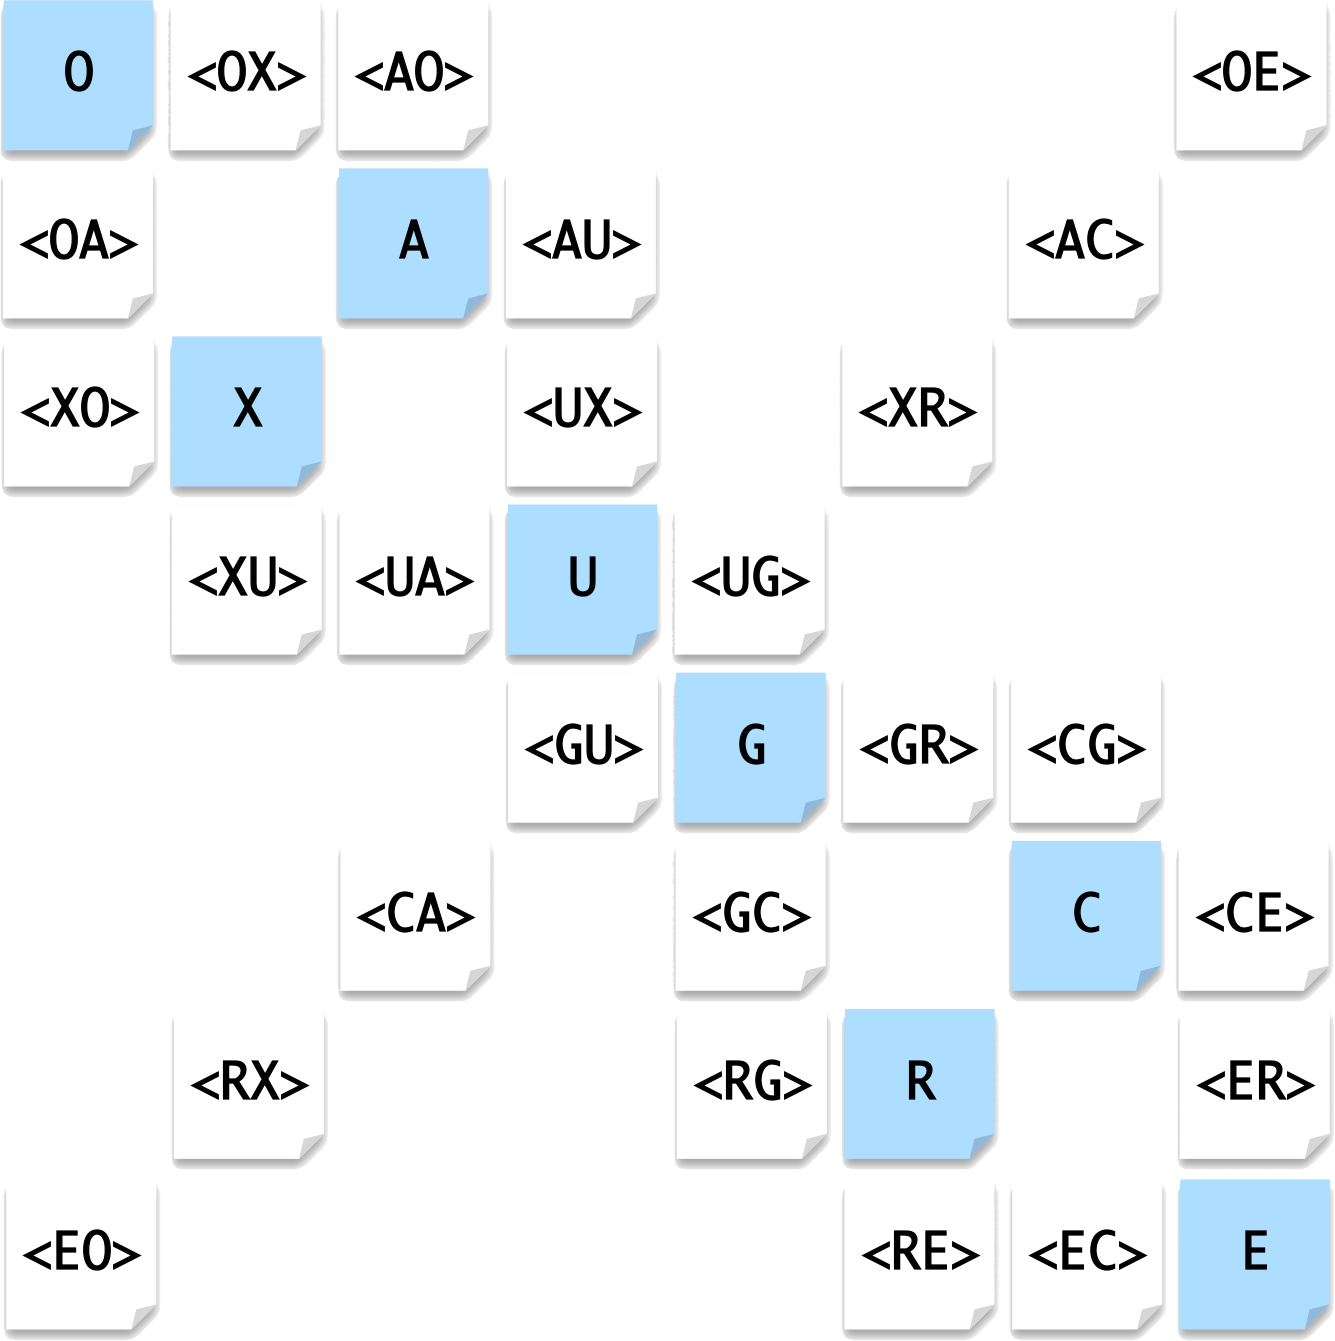 O <OX> <AO> <OE>
<OA> A <AU> <AC>
<XO> X <UX> <XR>
<XU> <UA> U <UG>
<GU> G <GR> <CG>
<CA> <GC> C <CE>
<RX> <RG> R <ER>
<EO> <RE> <EC> E